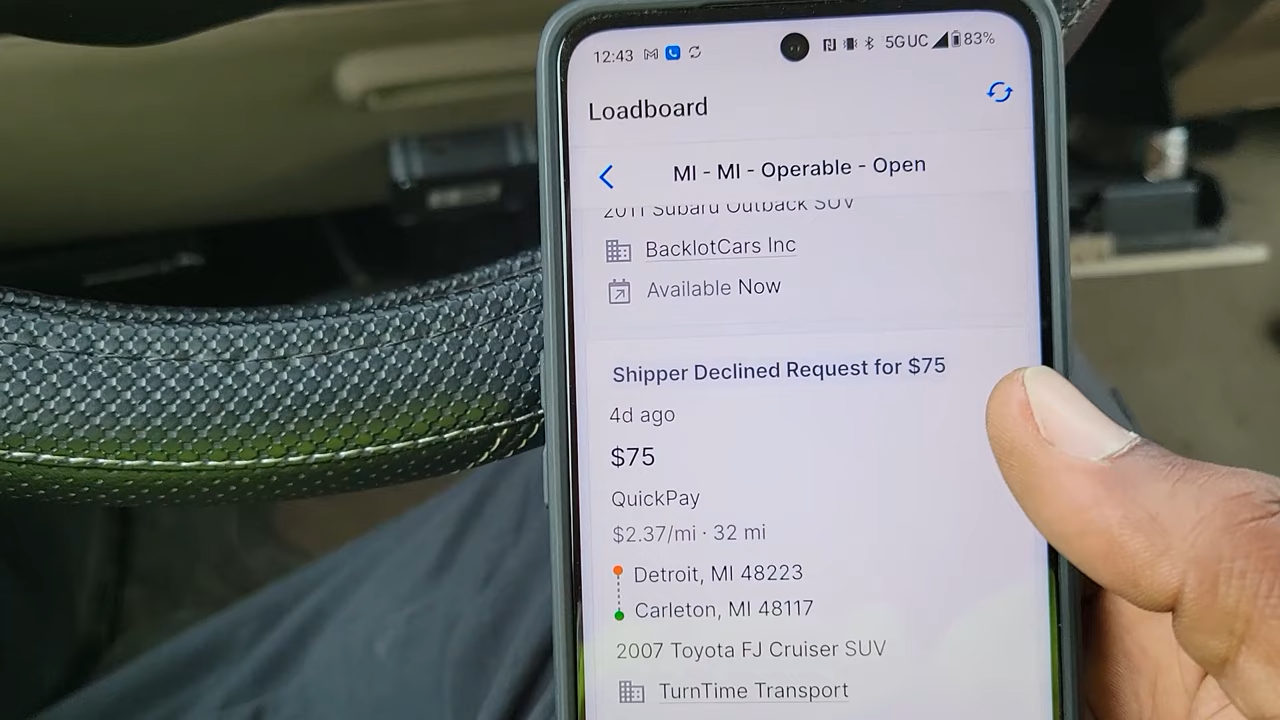 12:43 5GUC 83%
Loadboard
MI - MI - Operable - Open
2011 Subaru Outback SUV
BacklotCars Inc
Available Now
Shipper Declined Request for $75
4d ago
$75
QuickPay
$2.37/mi · 32 mi
Detroit, MI 48223
Carleton, MI 48117
2007 Toyota FJ Cruiser SUV
TurnTime Transport